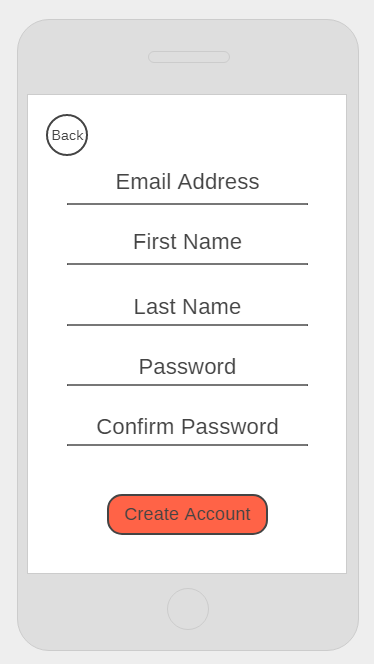 Back
Email Address
First Name
Last Name
Password
Confirm Password
Create Account